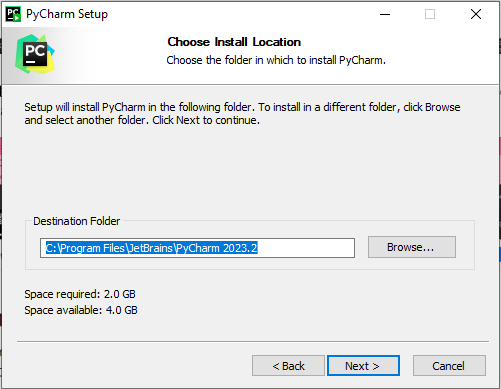 PyCharm Setup
Choose Install Location
Choose the folder in which to install PyCharm.
PC
Setup will install PyCharm in the following folder. To install in a different folder, click Browse
and select another folder. Click Next to continue.
Destination Folder
C:\Program Files\JetBrains\PyCharm 2023.2
Browse...
Space required: 2.0 GB
Space available: 4.0 GB
< Back
Next >
Cancel